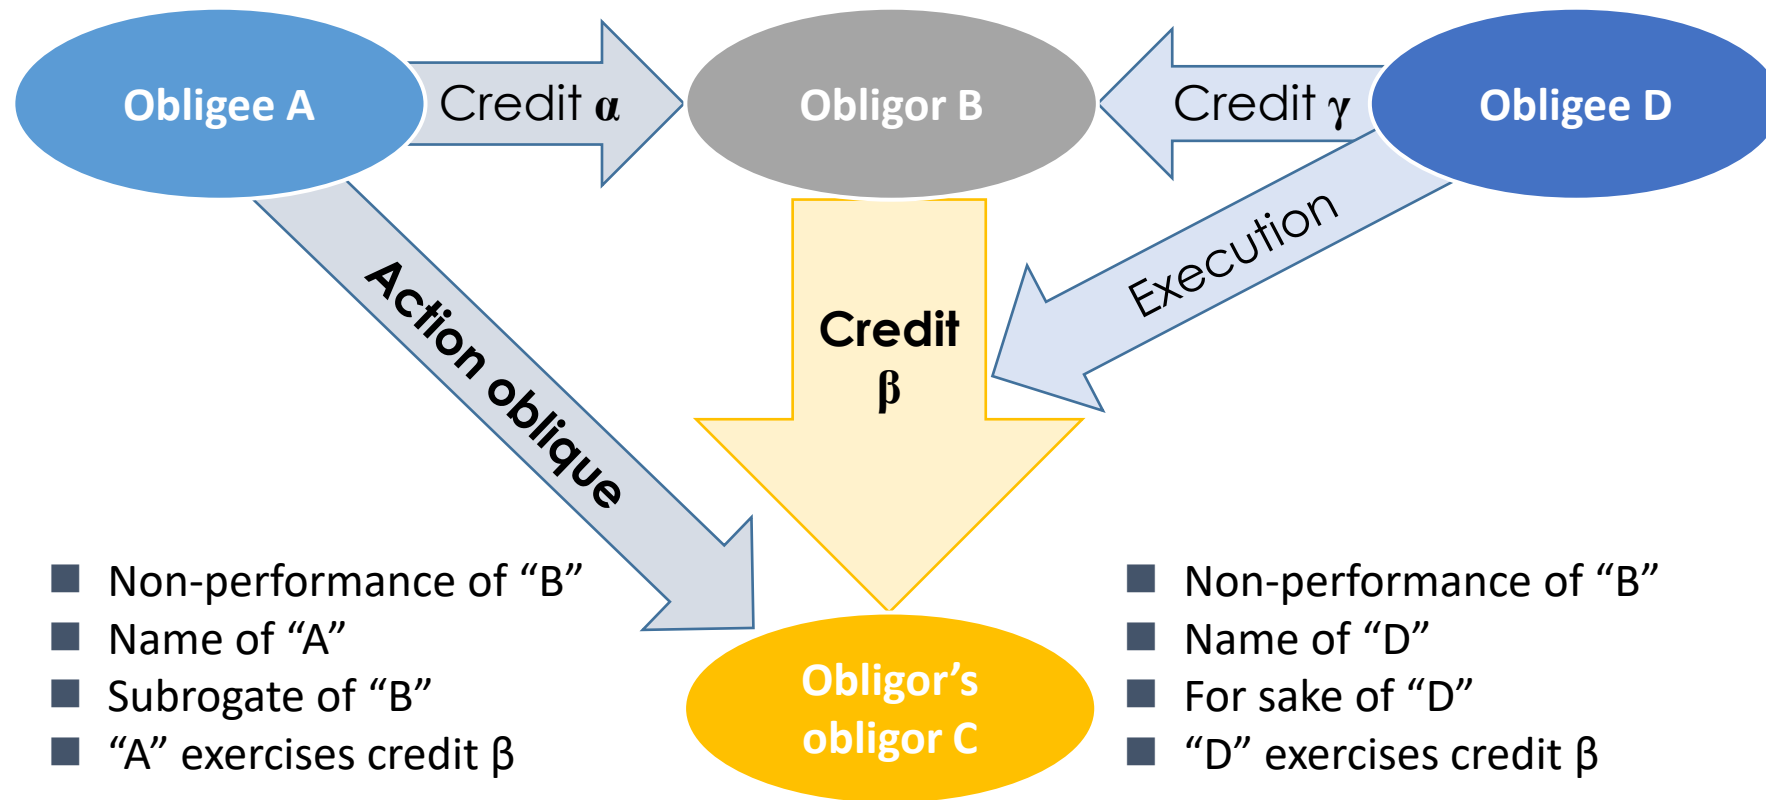 Obligee A
Credit α
Obligor B
Credit γ
Obligee D
Action oblique
Credit
β
Execution
Obligor’s
obligor C
■ Non-performance of “B”
■ Name of “A”
■ Subrogate of “B”
■ “A” exercises credit β
■ Non-performance of “B”
■ Name of “D”
■ For sake of “D”
■ “D” exercises credit β